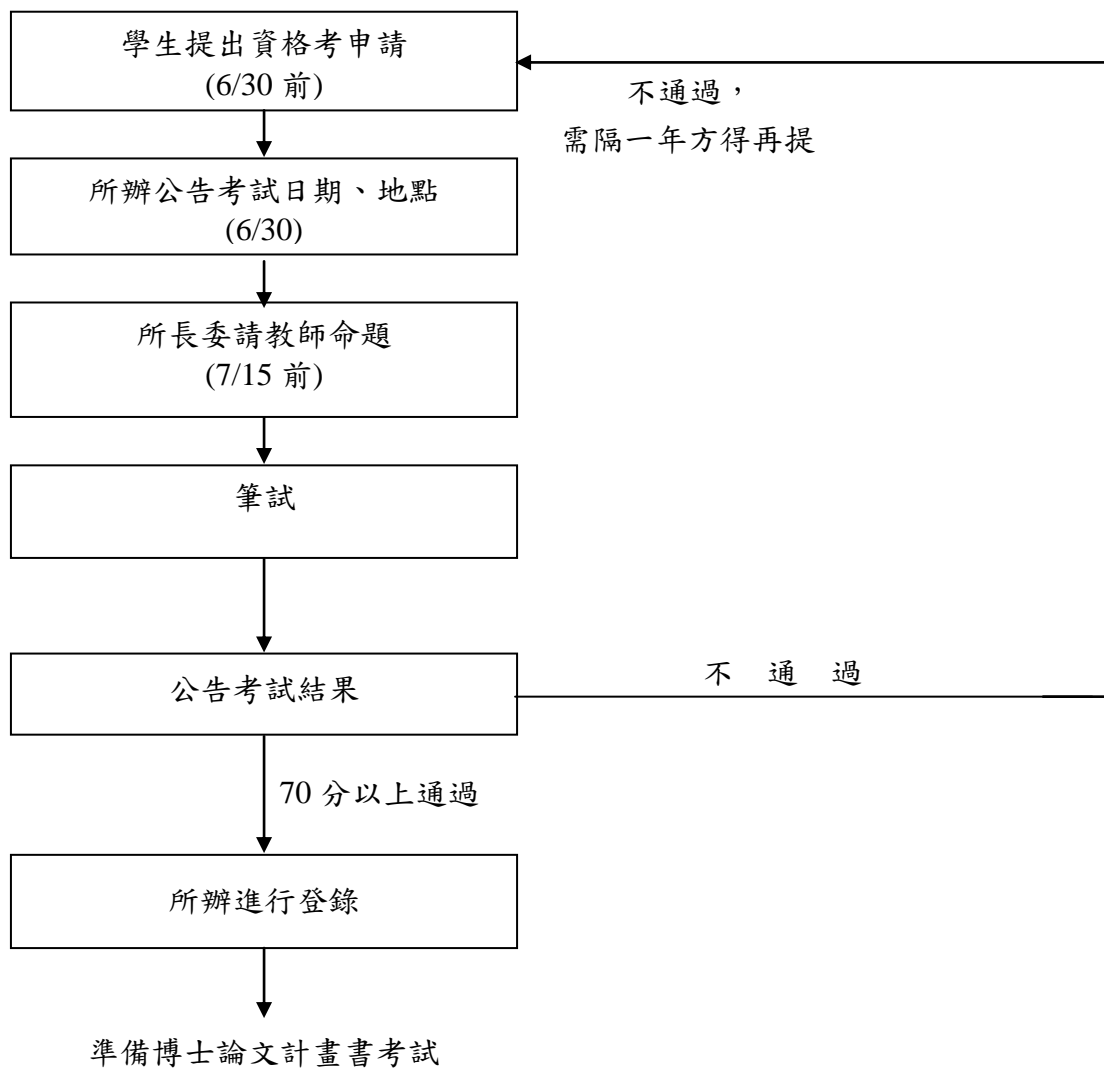 學生提出資格考申請
(6/30 前)
不通過，
需隔一年方得再提
所辦公告考試日期、地點
(6/30)
所長委請教師命題
(7/15 前)
筆試
公告考試結果
不 通 過
70 分以上通過
所辦進行登錄
準備博士論文計畫書考試